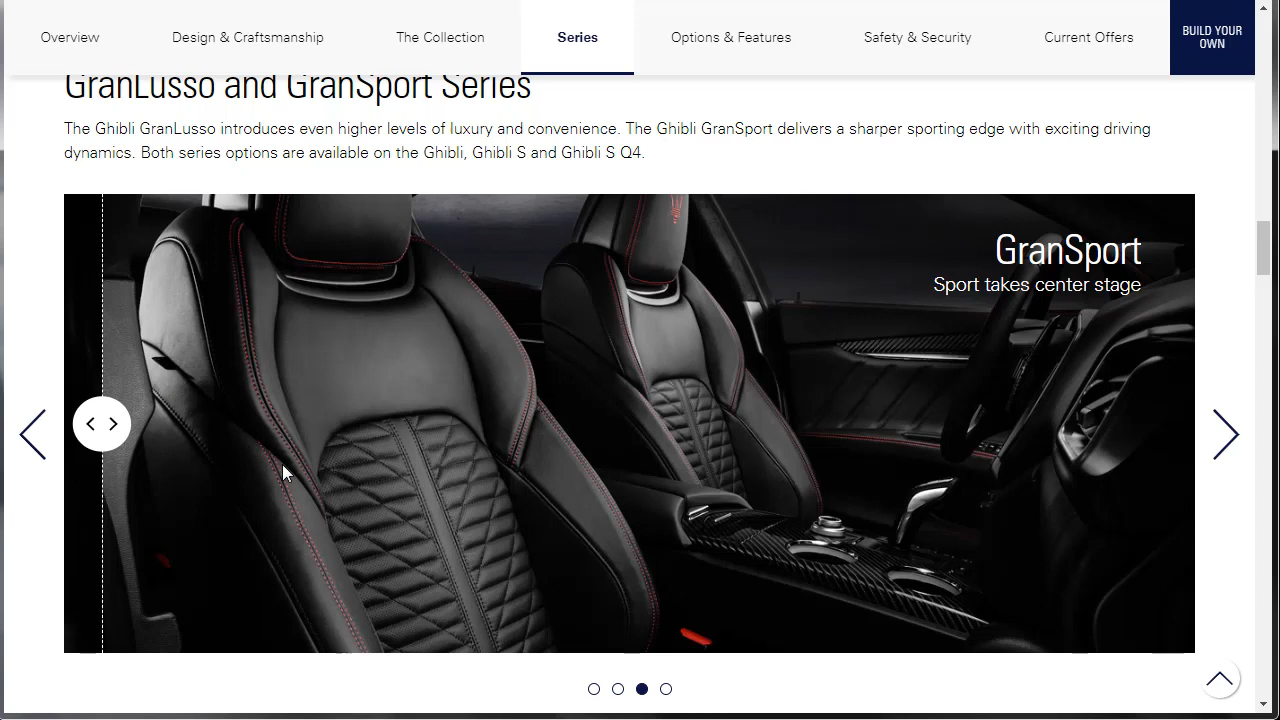 Overview
Design & Craftsmanship
The Collection
Series
Options & Features
Safety & Security
Current Offers
BUILD YOUR
OWN
GranLusso and GranSport Series
The Ghibli GranLusso introduces even higher levels of luxury and convenience. The Ghibli GranSport delivers a sharper sporting edge with exciting driving
dynamics. Both series options are available on the Ghibli, Ghibli S and Ghibli S Q4.
GranSport
Sport takes center stage